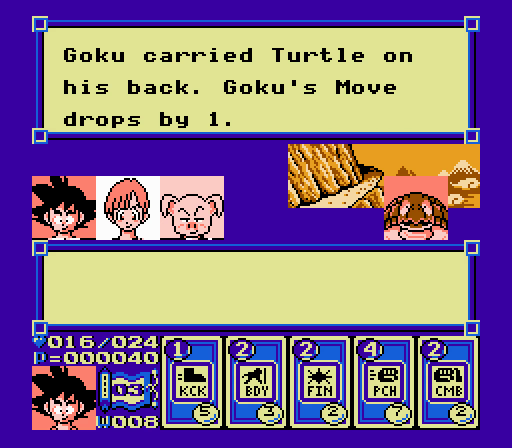 Goku carried Turtle on
his back. Goku's Move
drops by 1.
016/024
P=000040
03
W008
1 2 2 4 2
KCK BDY FIN PCH CMB
5 3 2 7 2